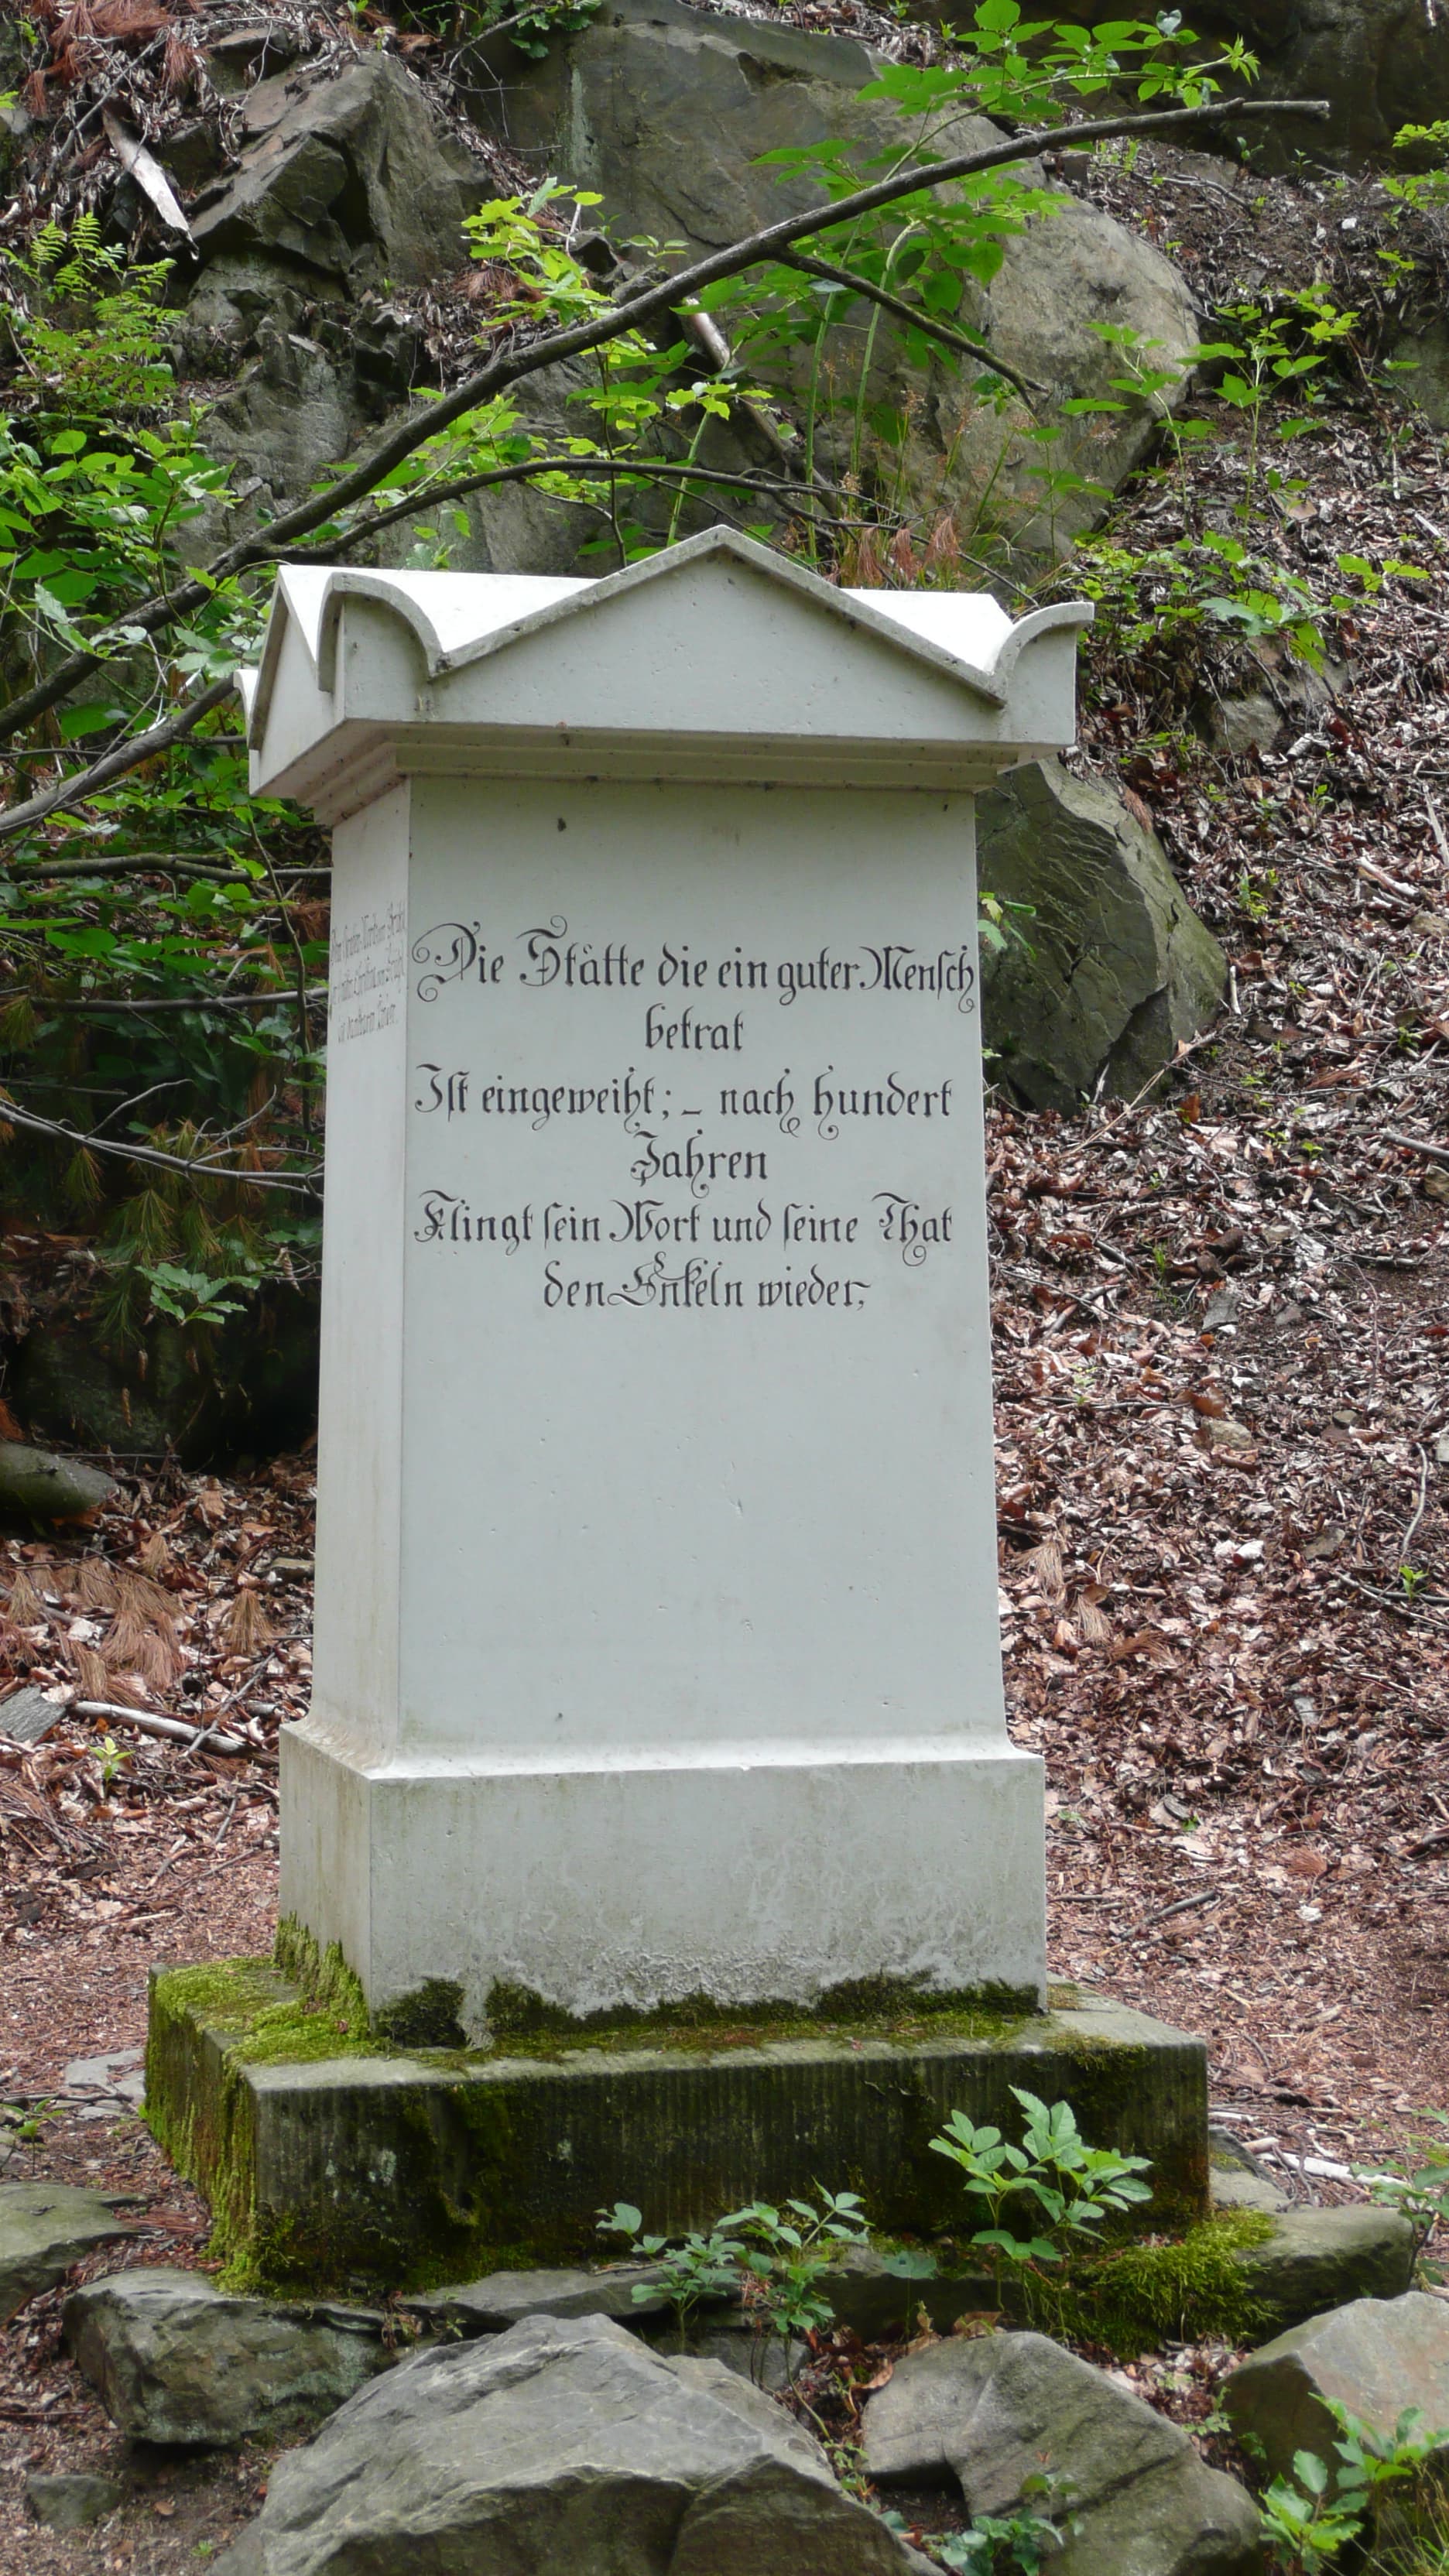 Die Stätte die ein guter Mensch
betrat
Ist eingeweiht; – nach hundert
Jahren
Klingt sein Wort und seine That
den Enkeln wieder,